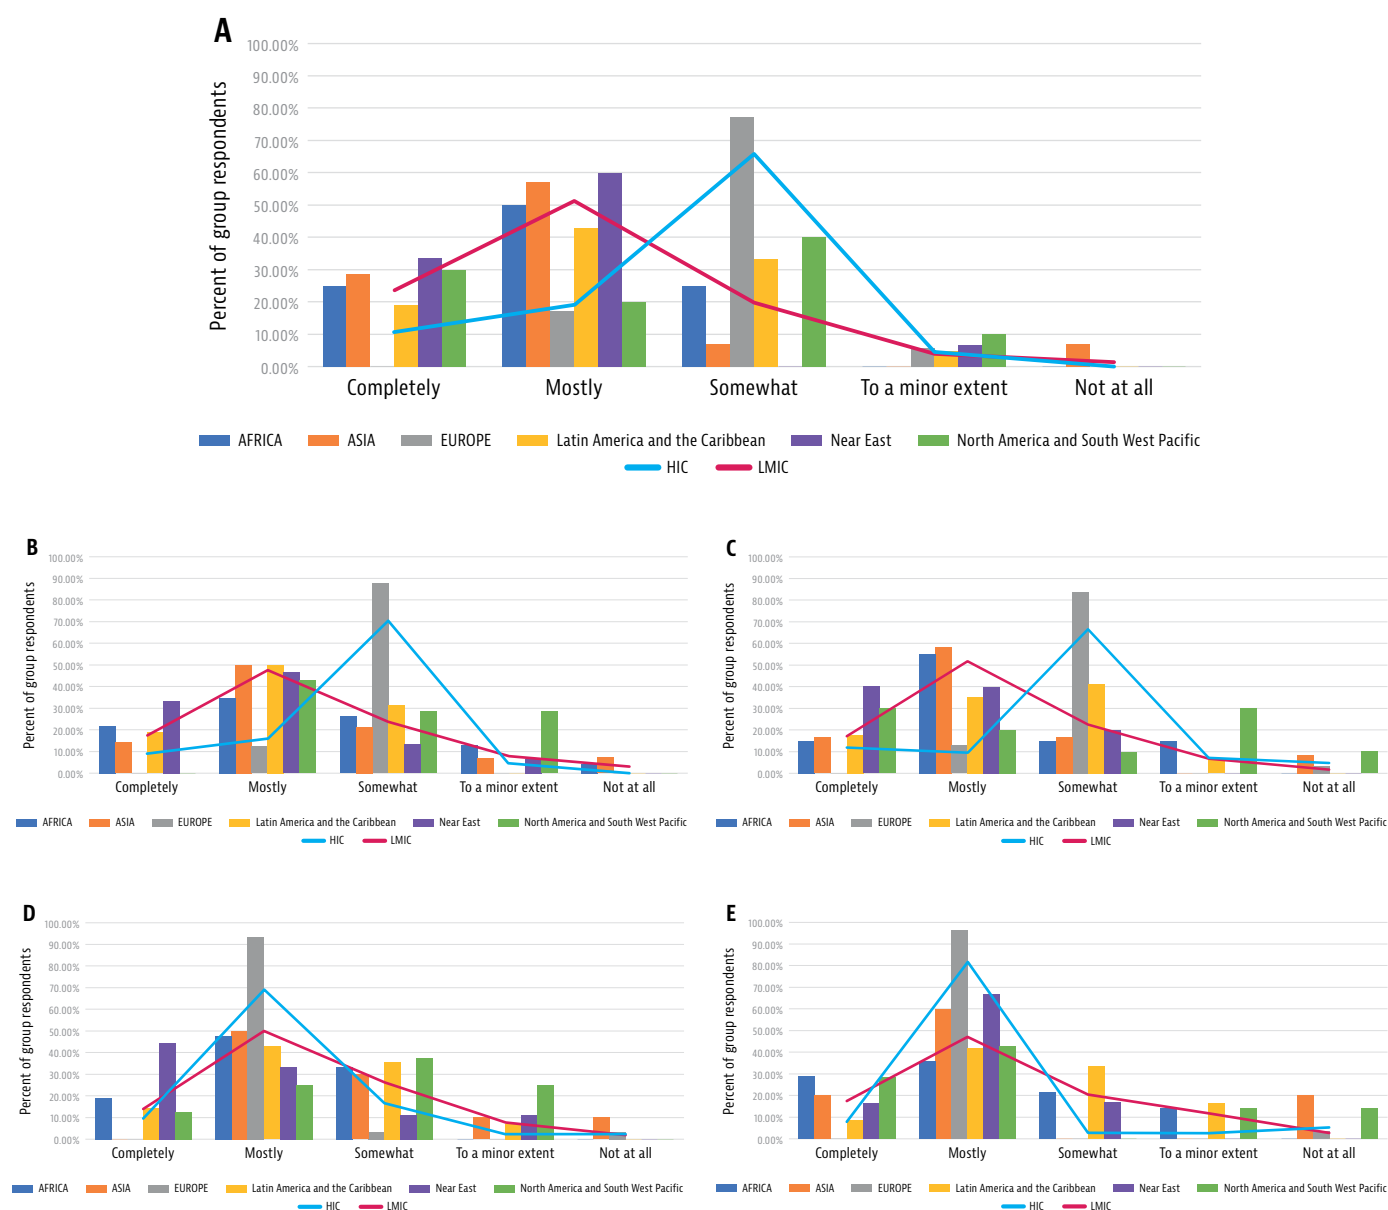 A
Percent of group respondents
100.00%
90.00%
80.00%
70.00%
60.00%
50.00%
40.00%
30.00%
20.00%
10.00%
0.00%
Completely Mostly Somewhat To a minor extent Not at all
AFRICA ASIA EUROPE Latin America and the Caribbean Near East North America and South West Pacific
HIC LMIC
B
Percent of group respondents
100.00%
90.00%
80.00%
70.00%
60.00%
50.00%
40.00%
30.00%
20.00%
10.00%
0.00%
Completely Mostly Somewhat To a minor extent Not at all
AFRICA ASIA EUROPE Latin America and the Caribbean Near East North America and South West Pacific
HIC LMIC
C
Percent of group respondents
100.00%
90.00%
80.00%
70.00%
60.00%
50.00%
40.00%
30.00%
20.00%
10.00%
0.00%
Completely Mostly Somewhat To a minor extent Not at all
AFRICA ASIA EUROPE Latin America and the Caribbean Near East North America and South West Pacific
HIC LMIC
D
Percent of group respondents
100.00%
90.00%
80.00%
70.00%
60.00%
50.00%
40.00%
30.00%
20.00%
10.00%
0.00%
Completely Mostly Somewhat To a minor extent Not at all
AFRICA ASIA EUROPE Latin America and the Caribbean Near East North America and South West Pacific
HIC LMIC
E
Percent of group respondents
100.00%
90.00%
80.00%
70.00%
60.00%
50.00%
40.00%
30.00%
20.00%
10.00%
0.00%
Completely Mostly Somewhat To a minor extent Not at all
AFRICA ASIA EUROPE Latin America and the Caribbean Near East North America and South West Pacific
HIC LMIC